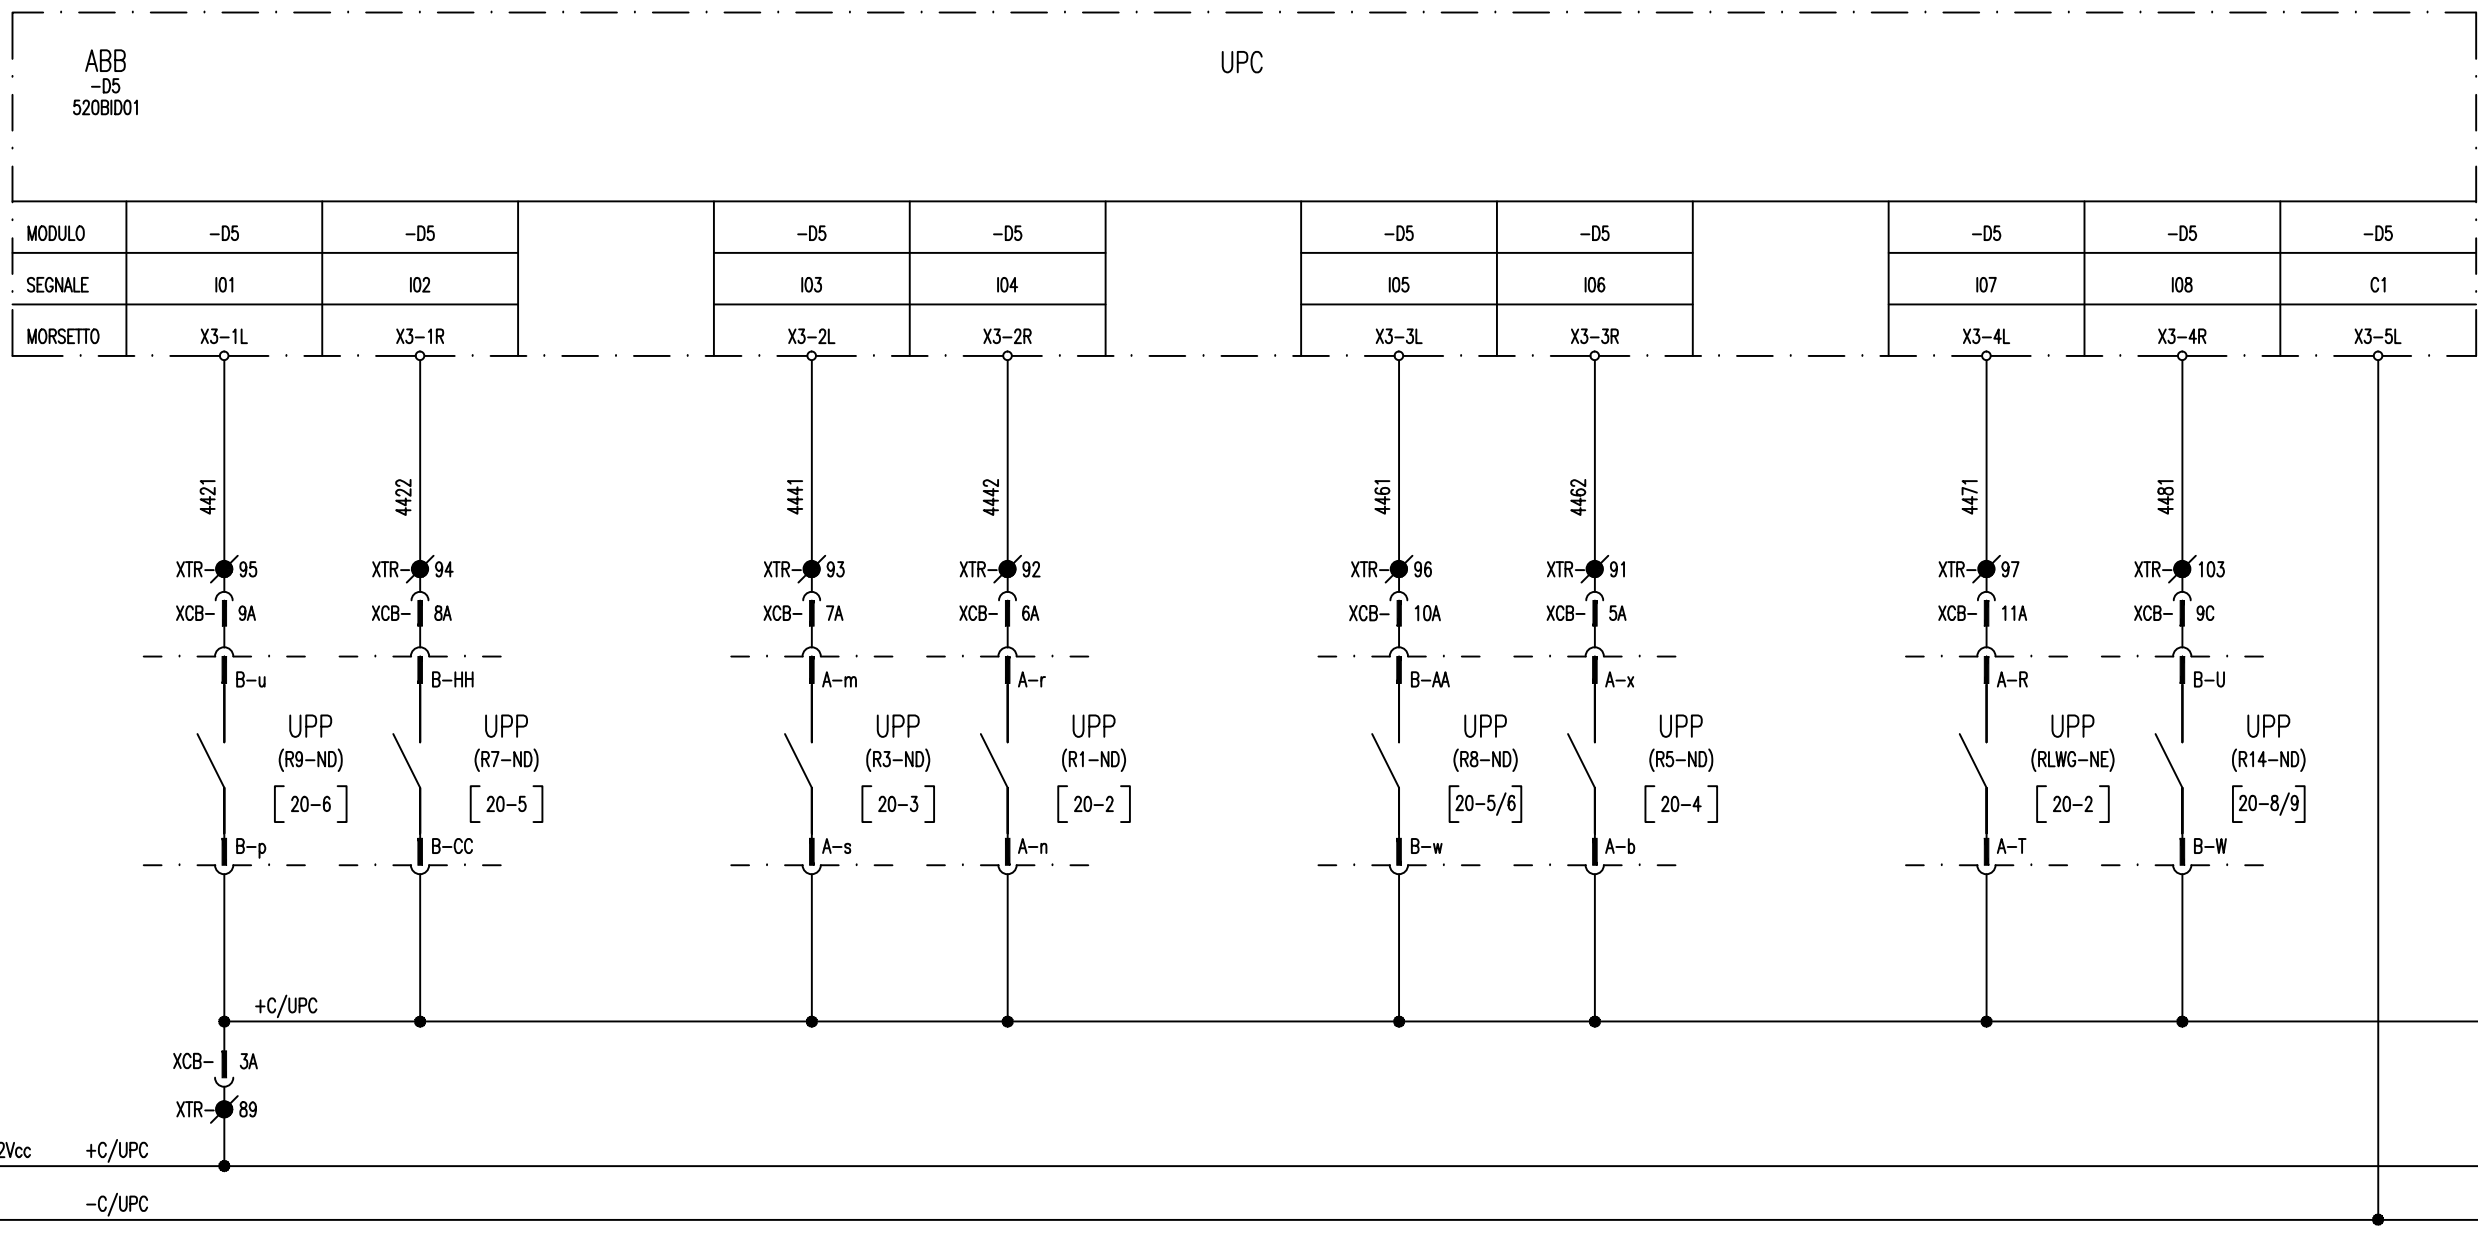 ABB
-D5
520BID01
UPC
MODULO -D5 -D5 -D5 -D5 -D5 -D5 -D5 -D5 -D5
SEGNALE I01 I02 I03 I04 I05 I06 I07 I08 C1
MORSETTO X3-1L X3-1R X3-2L X3-2R X3-3L X3-3R X3-4L X3-4R X3-5L
4421 4422 4441 4442 4461 4462 4471 4481
XTR- 95 XTR- 94 XTR- 93 XTR- 92 XTR- 96 XTR- 91 XTR- 97 XTR- 103
XCB- 9A XCB- 8A XCB- 7A XCB- 6A XCB- 10A XCB- 5A XCB- 11A XCB- 9C
B-u B-HH A-m A-r B-AA A-x A-R B-U
UPP UPP UPP UPP UPP UPP UPP UPP
(R9-ND) (R7-ND) (R3-ND) (R1-ND) (R8-ND) (R5-ND) (RLWG-NE) (R14-ND)
[20-6] [20-5] [20-3] [20-2] [20-5/6] [20-4] [20-2] [20-8/9]
B-p B-CC A-s A-n B-w A-b A-T B-W
+C/UPC
XCB- 3A
XTR- 89
2Vcc +C/UPC
-C/UPC